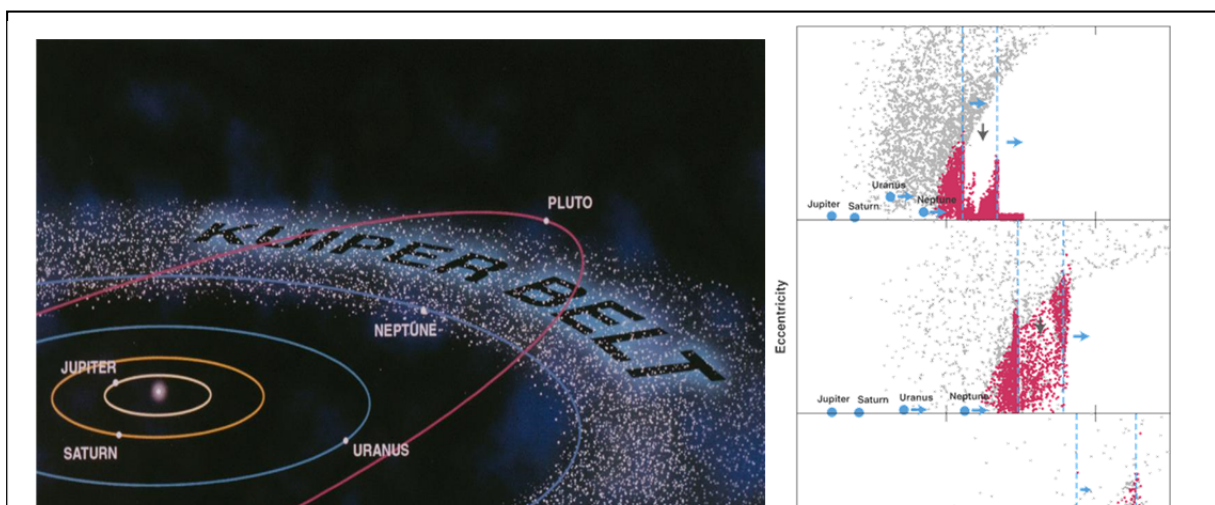 PLUTO
KUIPER BELT
NEPTUNE
JUPITER
SATURN
URANUS
Eccentricity
Uranus
Neptune
Jupiter
Saturn
Jupiter
Saturn
Uranus
Neptune